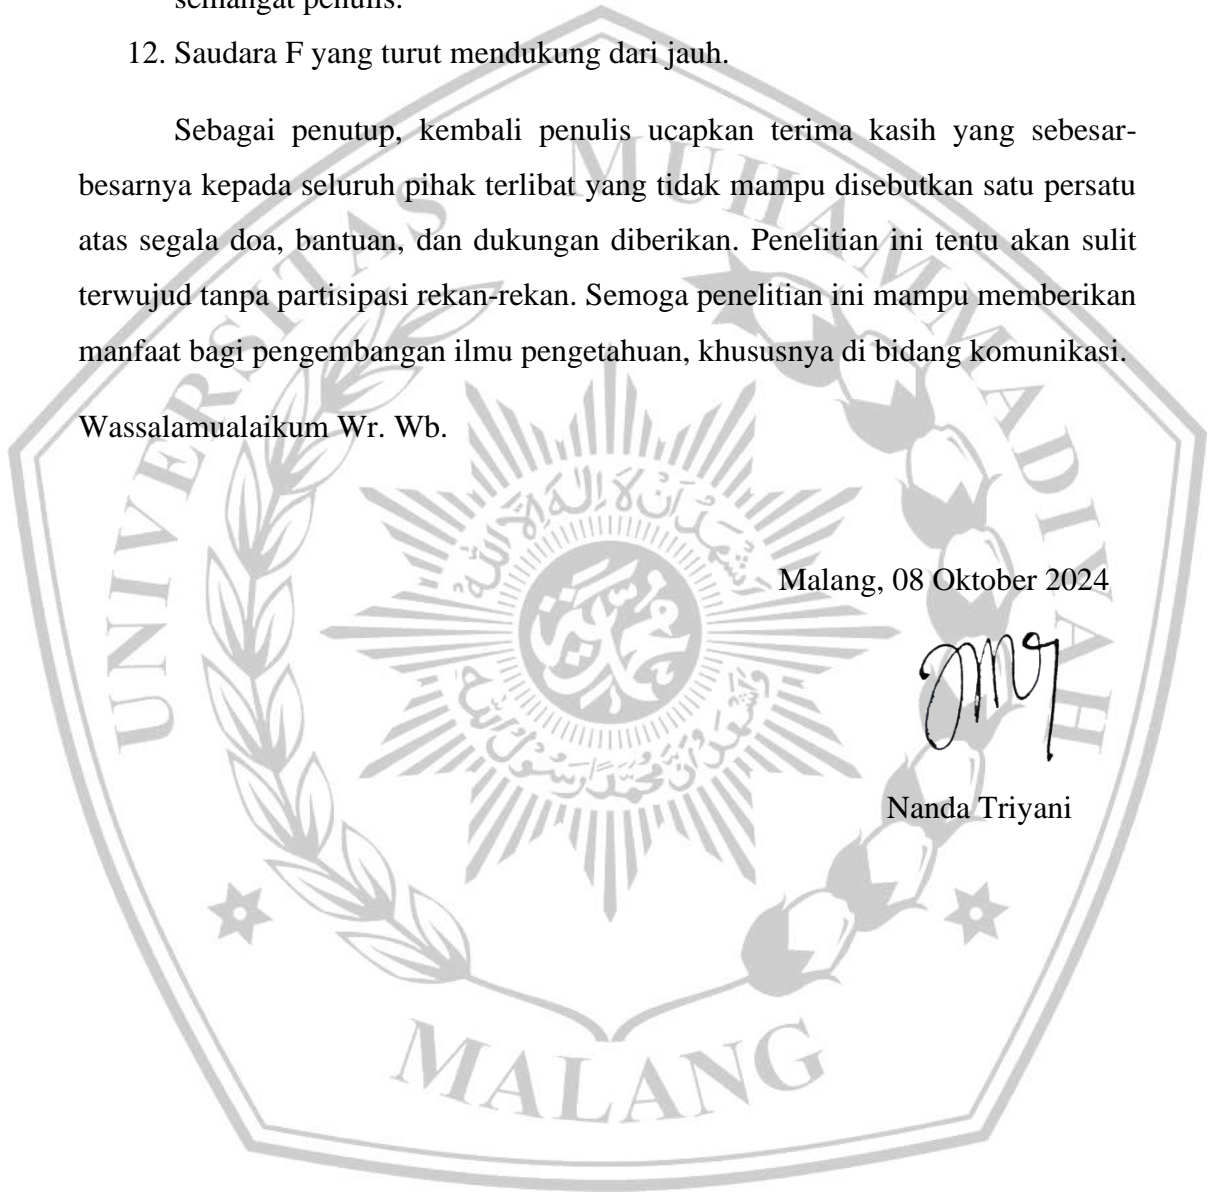 semangat penulis.
12. Saudara F yang turut mendukung dari jauh.
Sebagai penutup, kembali penulis ucapkan terima kasih yang sebesar-
besarnya kepada seluruh pihak terlibat yang tidak mampu disebutkan satu persatu
atas segala doa, bantuan, dan dukungan diberikan. Penelitian ini tentu akan sulit
terwujud tanpa partisipasi rekan-rekan. Semoga penelitian ini mampu memberikan
manfaat bagi pengembangan ilmu pengetahuan, khususnya di bidang komunikasi.
Wassalamualaikum Wr. Wb.
Malang, 08 Oktober 2024
Nanda Triyani
UNIVERSITAS MUHAMMADIYAH
MALANG